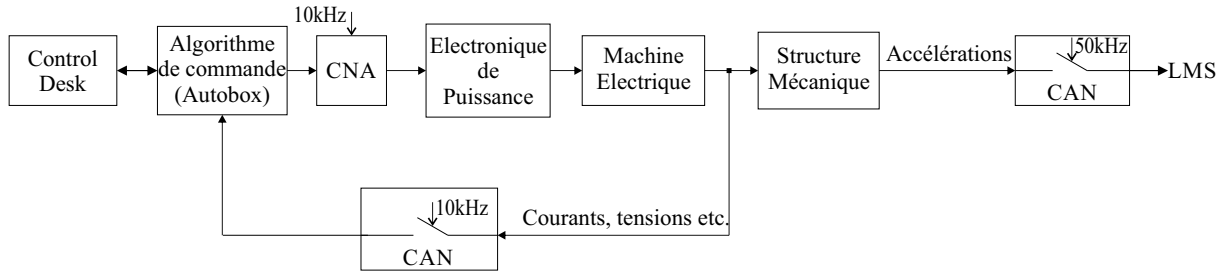 10kHz
Control
Desk
Algorithme
de commande
(Autobox)
CNA
Electronique
de
Puissance
Machine
Electrique
Structure
Mécanique
Accélérations
50kHz
CAN
LMS
10kHz
CAN
Courants, tensions etc.